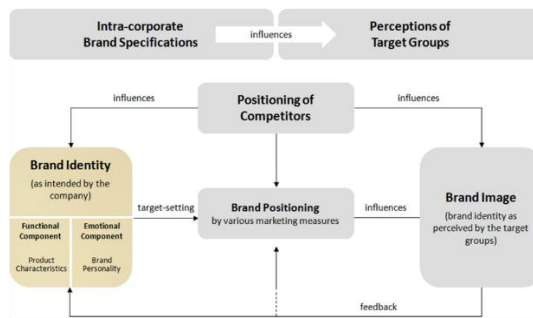 Intra-corporate
Brand Specifications
influences
Perceptions of
Target Groups
influences
Positioning of
Competitors
influences
Brand Identity
(as intended by the
company)
target-setting
Brand Positioning
by various marketing measures
influences
Brand Image
(brand identity as
perceived by the target
groups)
Functional
Component
Product
Characteristics
Emotional
Component
Brand
Personality
feedback